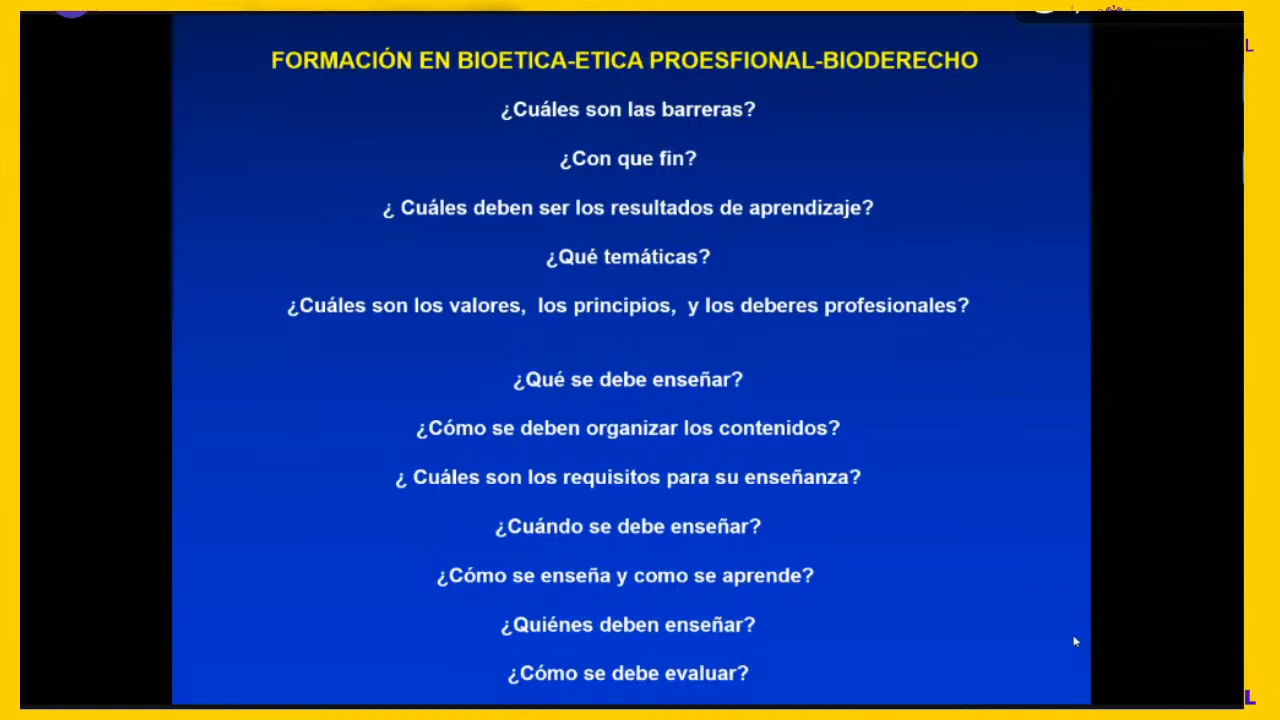 FORMACIÓN EN BIOETICA-ETICA PROESFIONAL-BIODERECHO
¿Cuáles son las barreras?
¿Con que fin?
¿ Cuáles deben ser los resultados de aprendizaje?
¿Qué temáticas?
¿Cuáles son los valores, los principios, y los deberes profesionales?
¿Qué se debe enseñar?
¿Cómo se deben organizar los contenidos?
¿ Cuáles son los requisitos para su enseñanza?
¿Cuándo se debe enseñar?
¿Cómo se enseña y como se aprende?
¿Quiénes deben enseñar?
¿Cómo se debe evaluar?
L
L